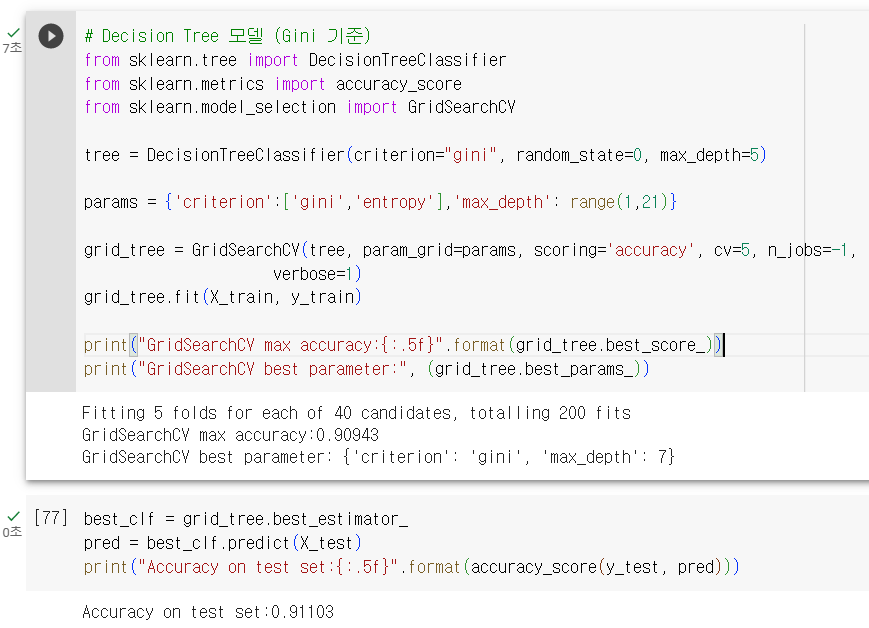 7초
# Decision Tree 모델 (Gini 기준)
from sklearn.tree import DecisionTreeClassifier
from sklearn.metrics import accuracy_score
from sklearn.model_selection import GridSearchCV
tree = DecisionTreeClassifier(criterion="gini", random_state=0, max_depth=5)
params = {'criterion':['gini','entropy'],'max_depth': range(1,21)}
grid_tree = GridSearchCV(tree, param_grid=params, scoring='accuracy', cv=5, n_jobs=-1,
verbose=1)
grid_tree.fit(X_train, y_train)
print("GridSearchCV max accuracy:{:.5f}".format(grid_tree.best_score_))
print("GridSearchCV best parameter:", (grid_tree.best_params_))
Fitting 5 folds for each of 40 candidates, totalling 200 fits
GridSearchCV max accuracy:0.90943
GridSearchCV best parameter: {'criterion': 'gini', 'max_depth': 7}
0초
[77] best_clf = grid_tree.best_estimator_
pred = best_clf.predict(X_test)
print("Accuracy on test set:{:.5f}".format(accuracy_score(y_test, pred)))
Accuracy on test set:0.91103